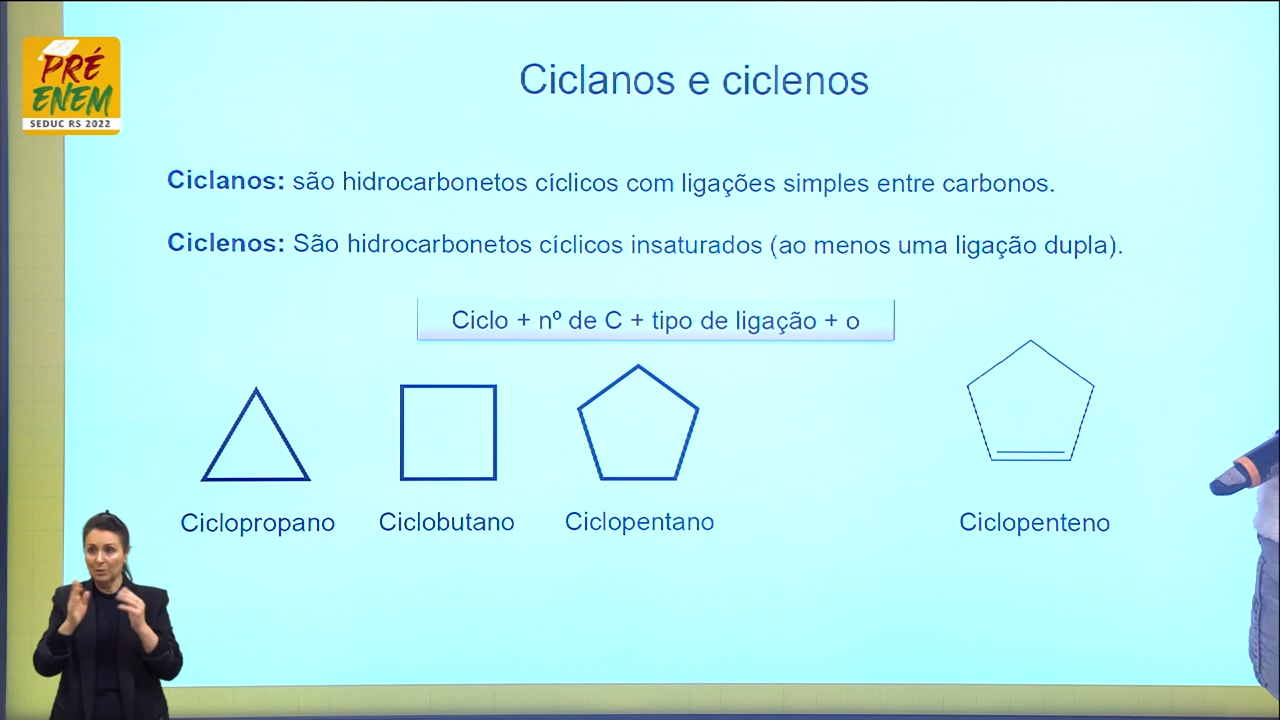 PRÉ
ENEM
SEDUC RS 2022
Ciclanos e ciclenos
Ciclanos: são hidrocarbonetos cíclicos com ligações simples entre carbonos.
Ciclenos: São hidrocarbonetos cíclicos insaturados (ao menos uma ligação dupla).
Ciclo + nº de C + tipo de ligação + o
Ciclopropano
Ciclobutano
Ciclopentano
Ciclopenteno